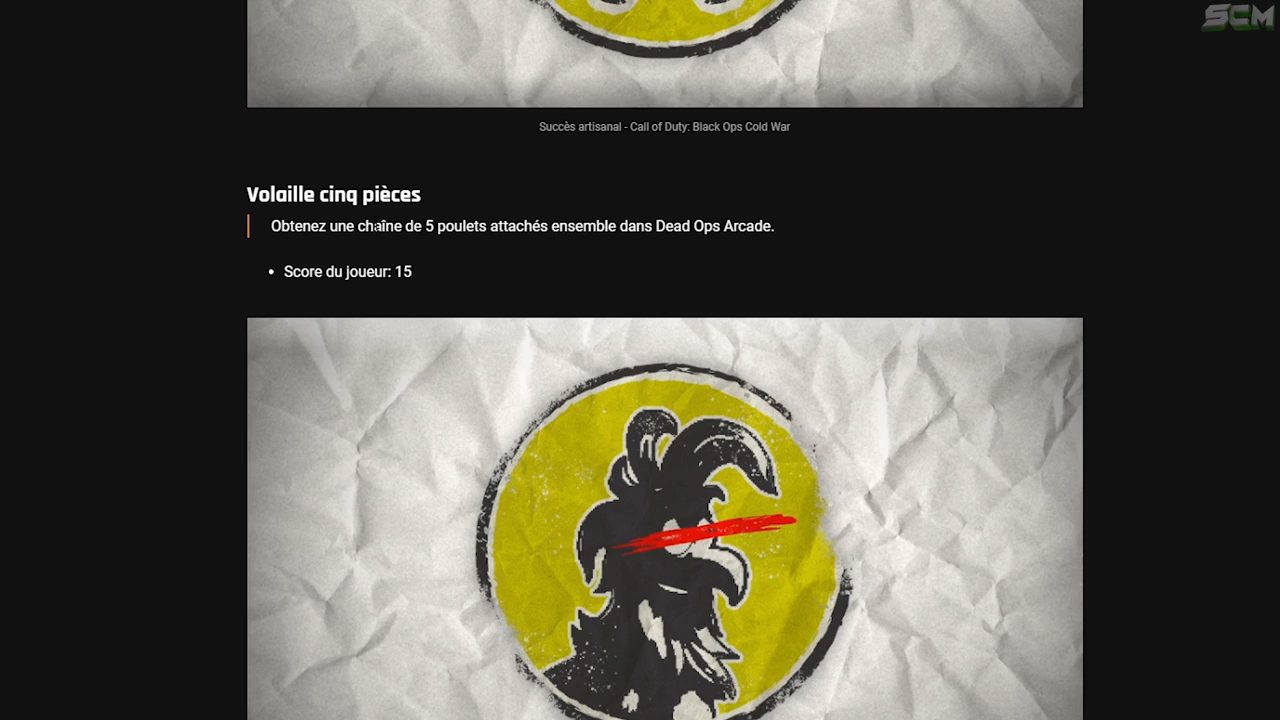 SCM
Succès artisanal - Call of Duty: Black Ops Cold War
Volaille cinq pièces
Obtenez une chaîne de 5 poulets attachés ensemble dans Dead Ops Arcade.
• Score du joueur: 15